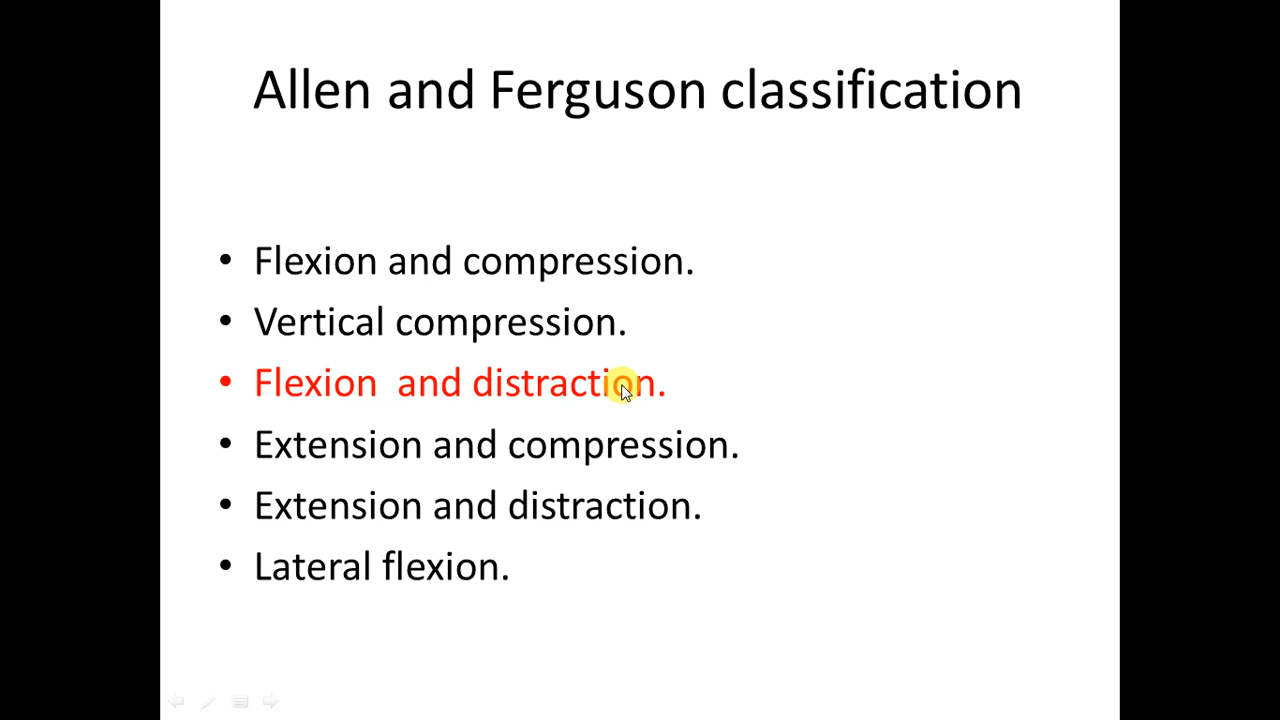 Allen and Ferguson classification
• Flexion and compression.
• Vertical compression.
• Flexion  and distraction.
• Extension and compression.
• Extension and distraction.
• Lateral flexion.